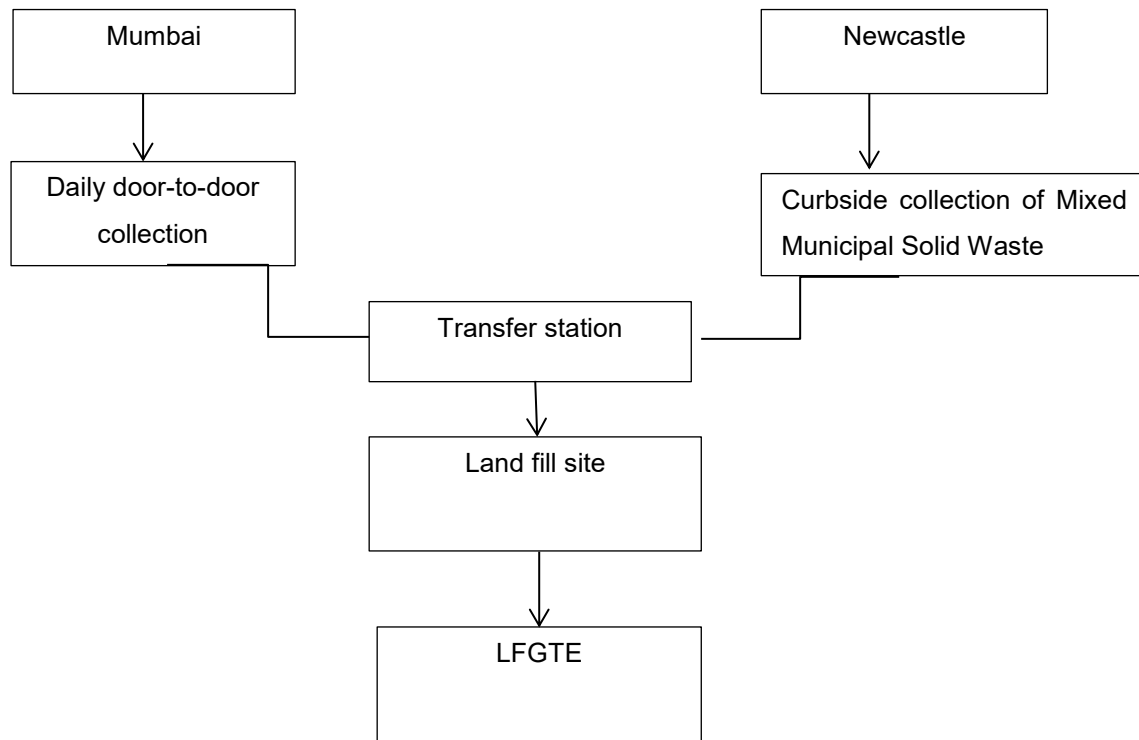 Mumbai
Newcastle
Daily door-to-door
collection
Curbside collection of Mixed
Municipal Solid Waste
Transfer station
Land fill site
LFGTE